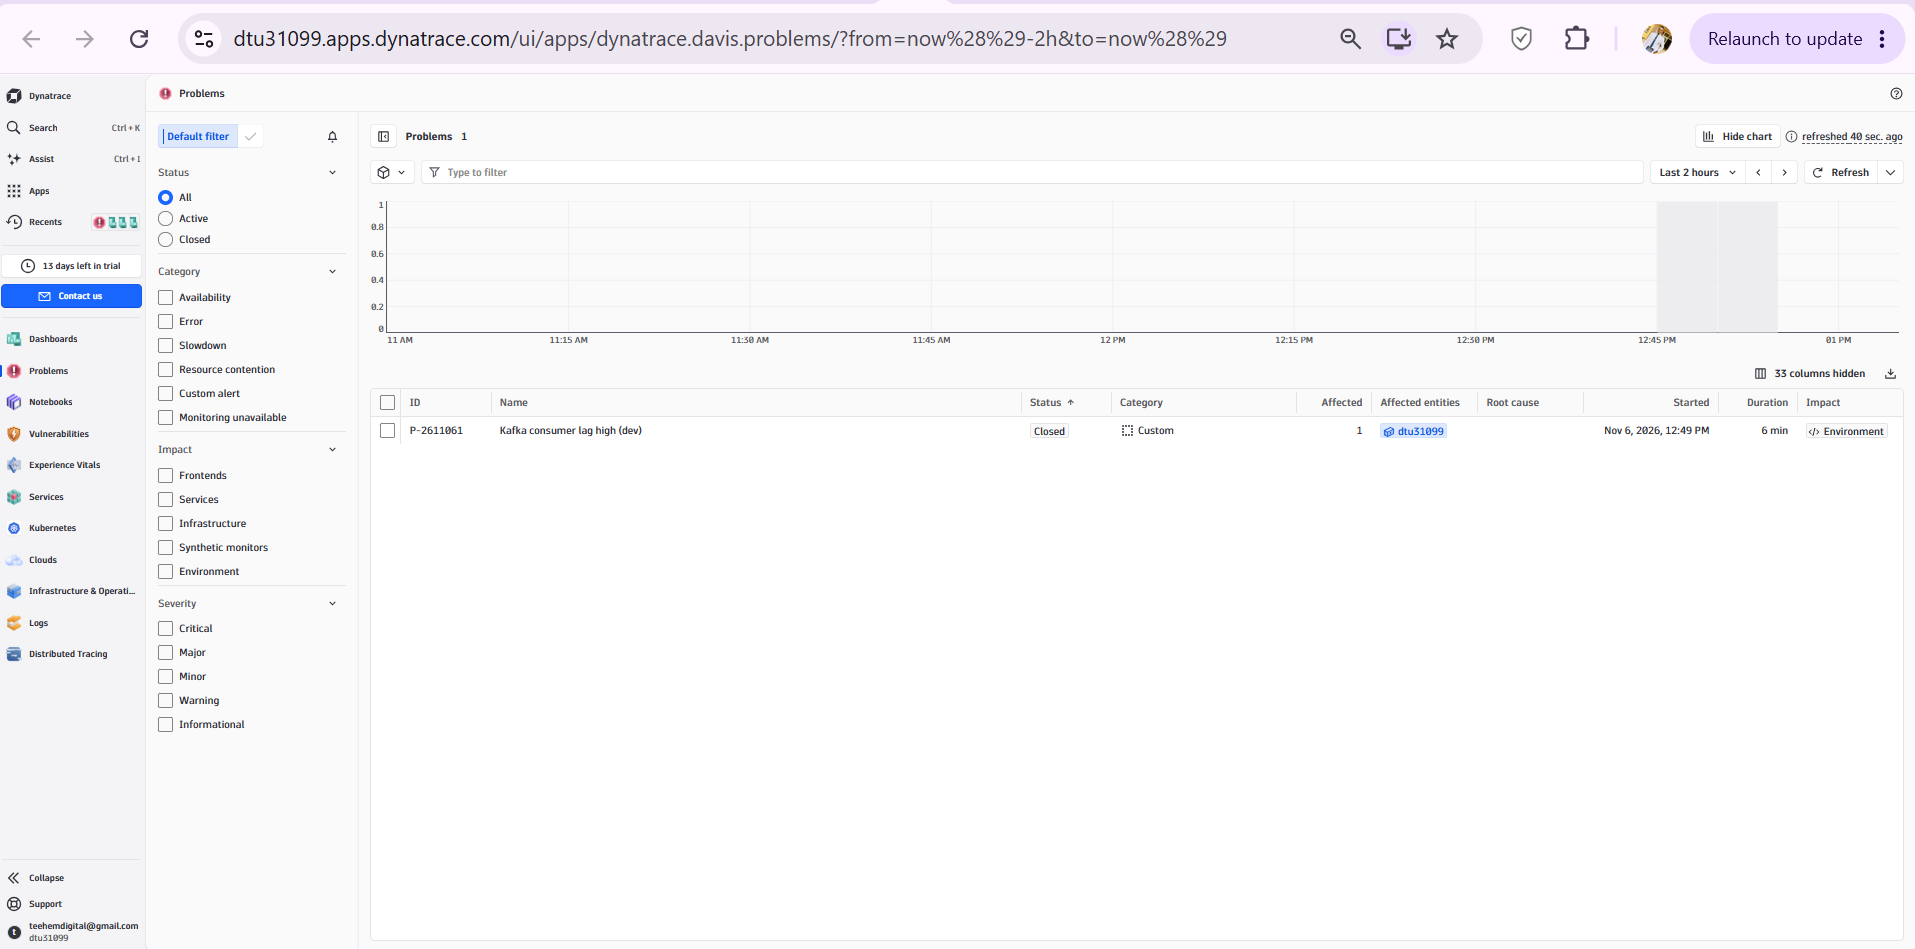 dtu31099.apps.dynatrace.com/ui/apps/dynatrace.davis.problems/?from=now%28%29-2h&to=now%28%29
Relaunch to update
Dynatrace
Search Ctrl + K
Assist Ctrl + I
Apps
Recents
13 days left in trial
Contact us
Dashboards
Problems
Notebooks
Vulnerabilities
Experience Vitals
Services
Kubernetes
Clouds
Infrastructure & Operati...
Logs
Distributed Tracing
Collapse
Support
t
teehemdigital@gmail.com
dtu31099
Problems
Default filter
Status
All
Active
Closed
Category
Availability
Error
Slowdown
Resource contention
Custom alert
Monitoring unavailable
Impact
Frontends
Services
Infrastructure
Synthetic monitors
Environment
Severity
Critical
Major
Minor
Warning
Informational
Problems 1
Hide chart refreshed 40 sec. ago
Type to filter
Last 2 hours Refresh
1
0.8
0.6
0.4
0.2
0
11 AM 11:15 AM 11:30 AM 11:45 AM 12 PM 12:15 PM 12:30 PM 12:45 PM 01 PM
33 columns hidden
ID Name Status Category Affected Affected entities Root cause Started Duration Impact
P-2611061 Kafka consumer lag high (dev) Closed Custom 1 dtu31099 Nov 6, 2026, 12:49 PM 6 min Environment